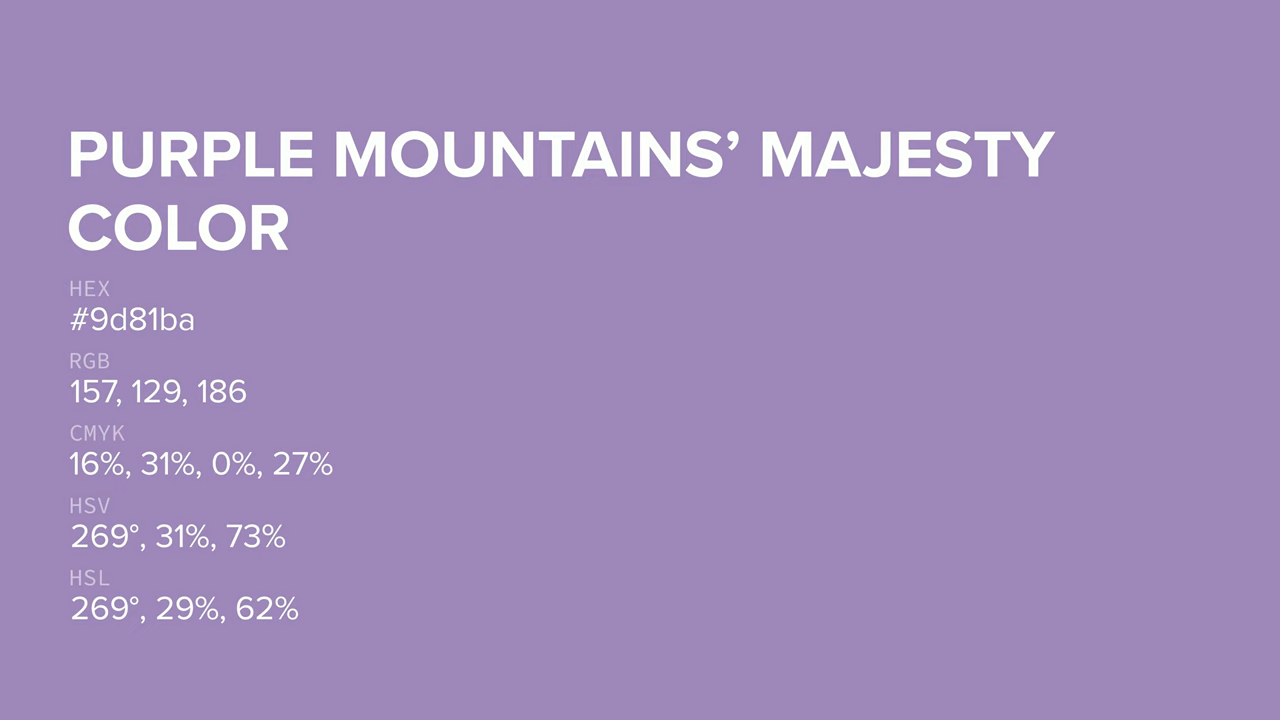 PURPLE MOUNTAINS’ MAJESTY
COLOR
HEX
#9d81ba
RGB
157, 129, 186
CMYK
16%, 31%, 0%, 27%
HSV
269°, 31%, 73%
HSL
269°, 29%, 62%